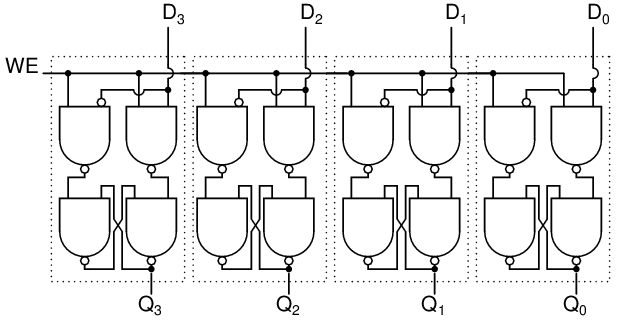 D₃ D₂ D₁ D₀
WE
Q₃ Q₂ Q₁ Q₀